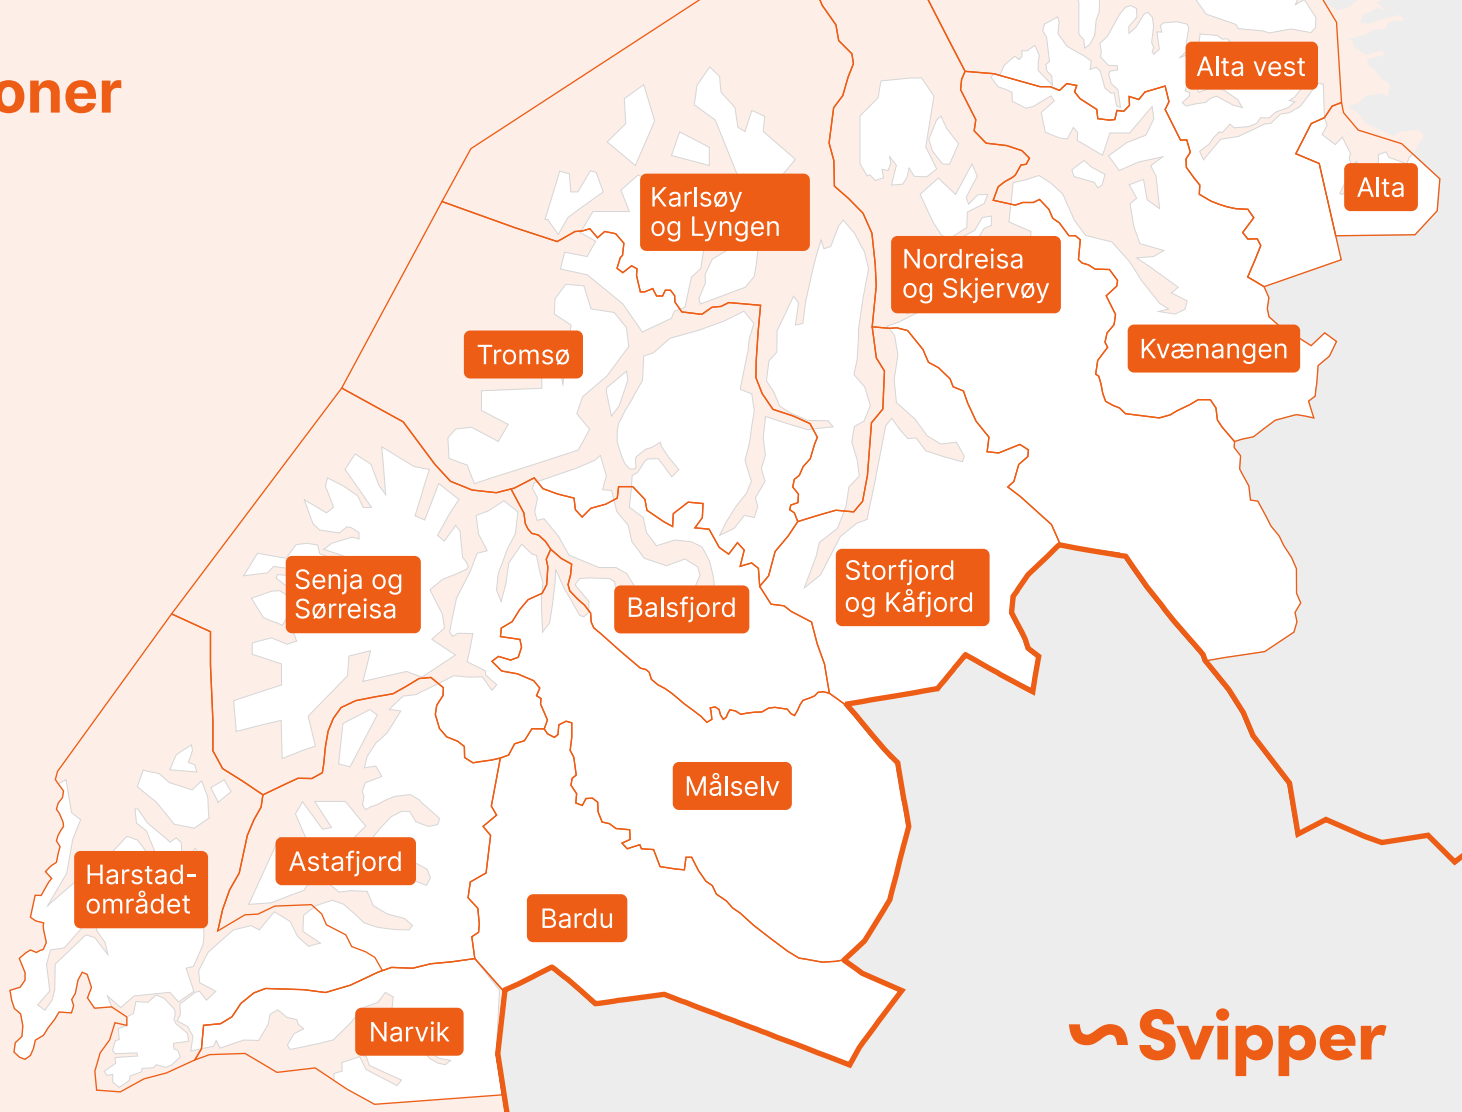 oner
Alta vest
Alta
Karlsøy
og Lyngen
Nordreisa
og Skjervøy
Kvænangen
Tromsø
Senja og
Sørreisa
Balsfjord
Storfjord
og Kåfjord
Målselv
Astafjord
Harstad-
området
Bardu
Narvik
Svipper